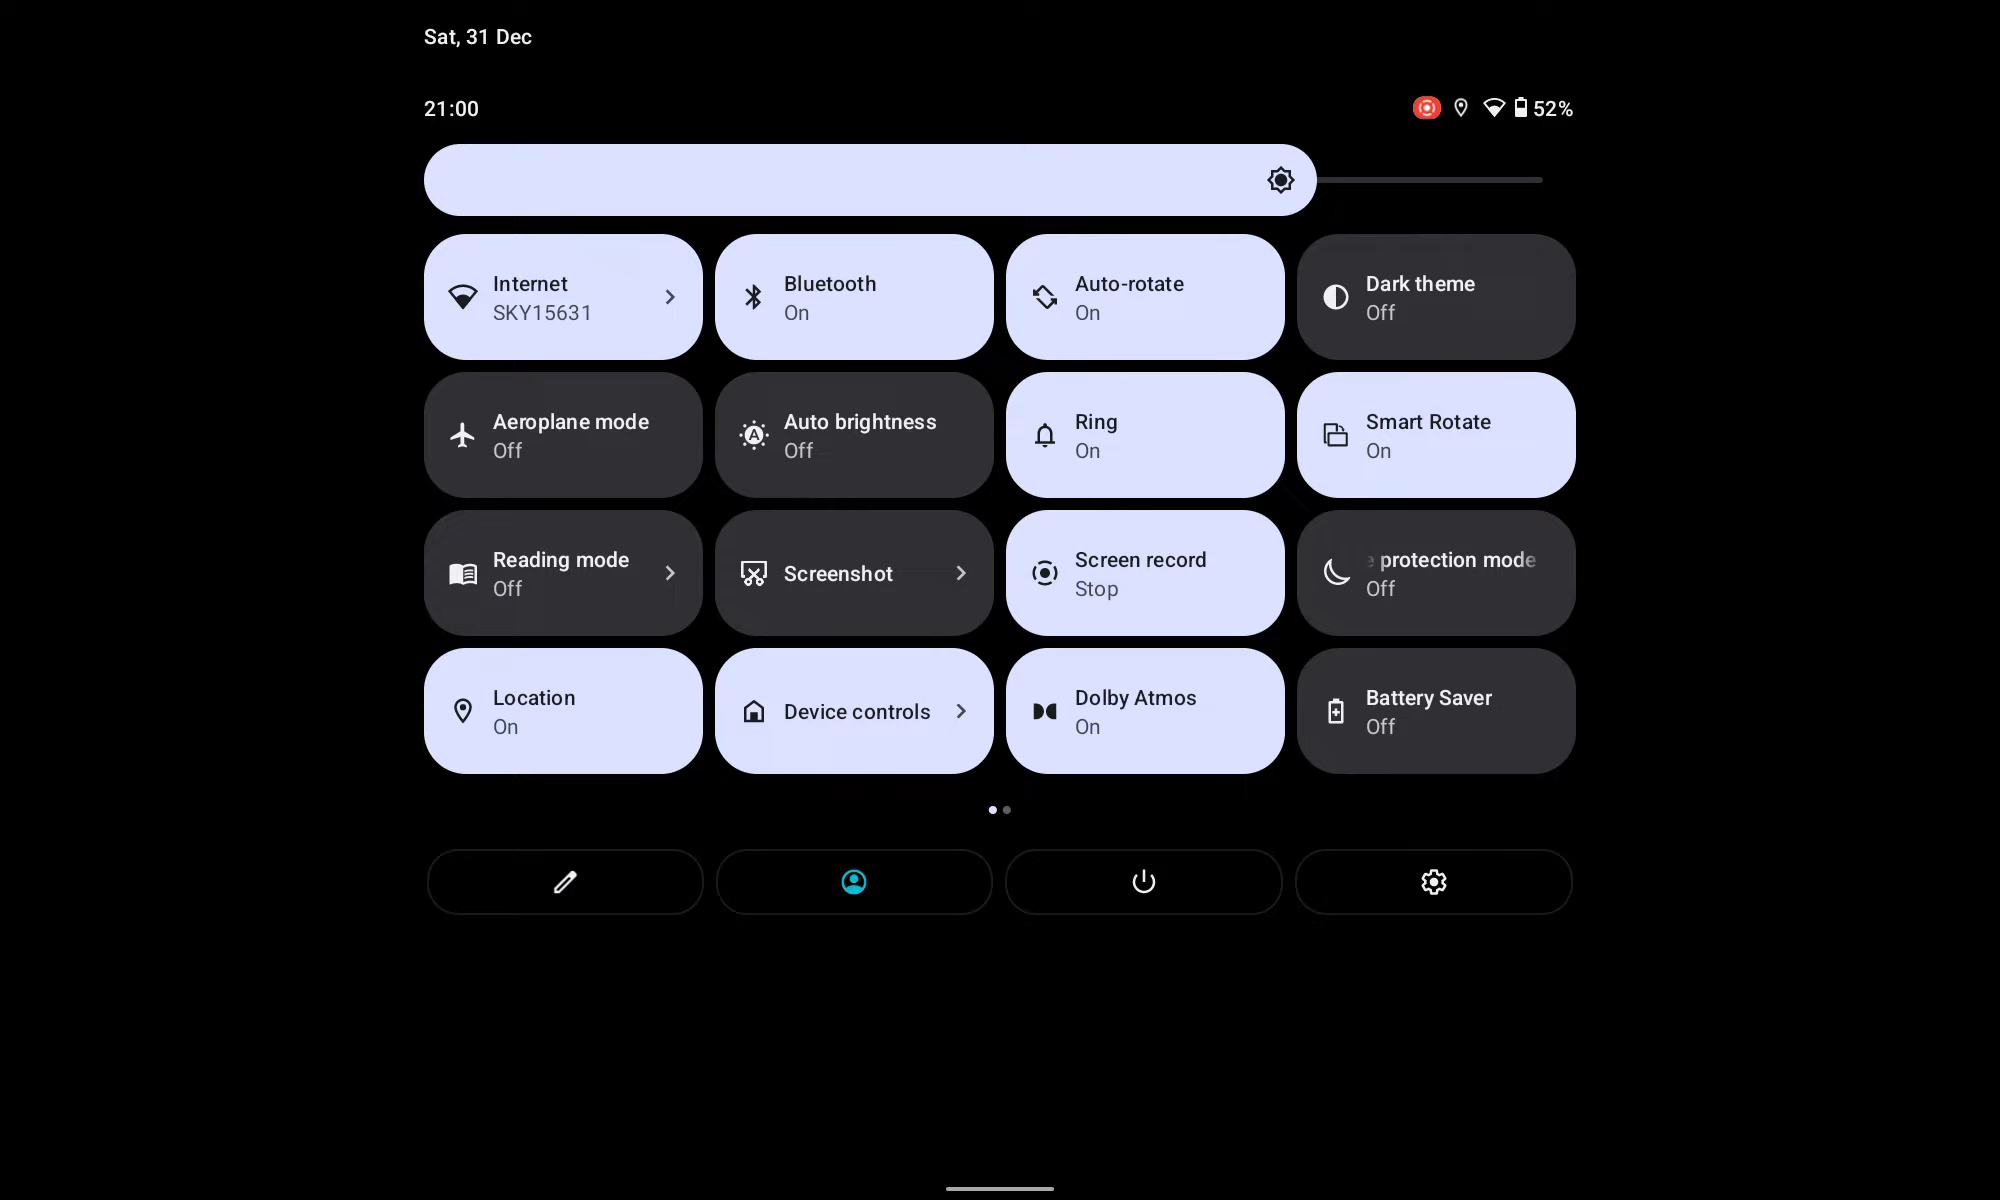 Sat, 31 Dec
21:00
52%
Internet
SKY15631
Bluetooth
On
Auto-rotate
On
Dark theme
Off
Aeroplane mode
Off
Auto brightness
Off
Ring
On
Smart Rotate
On
Reading mode
Off
Screenshot
Screen record
Stop
protection mode
Off
Location
On
Device controls
Dolby Atmos
On
Battery Saver
Off